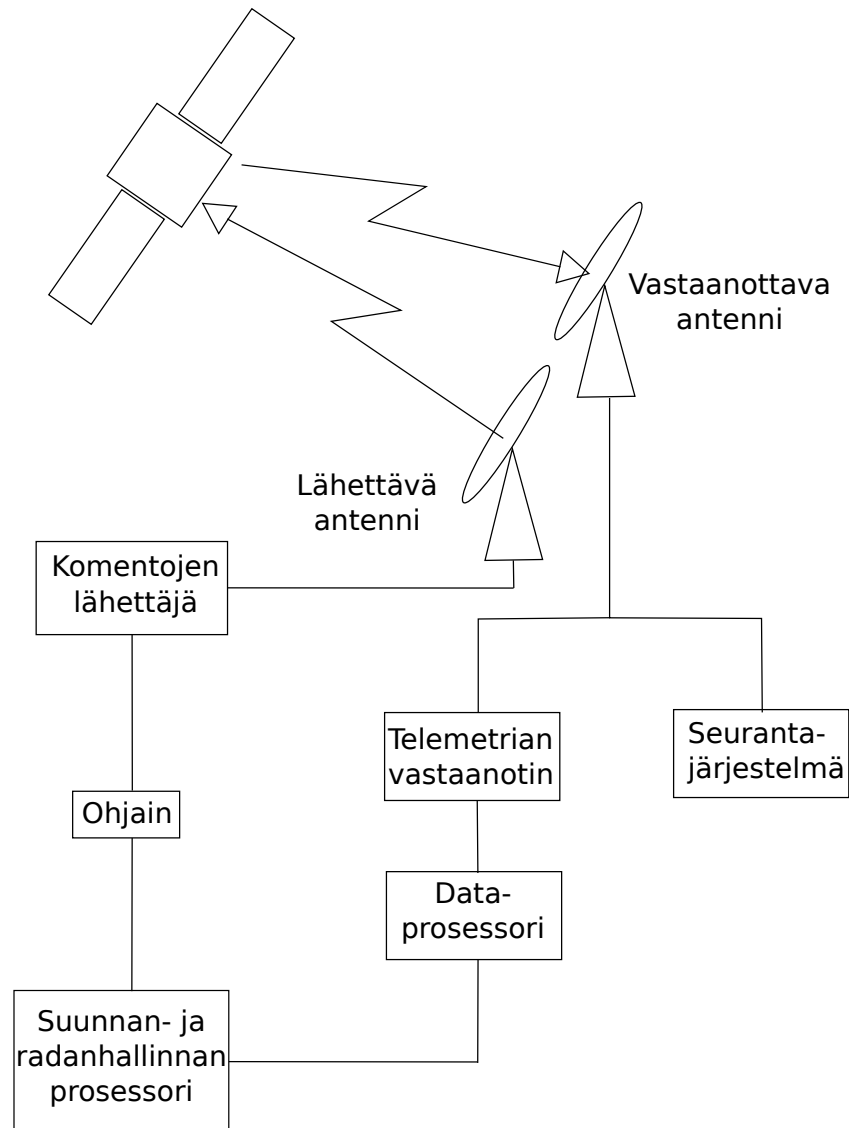 Vastaanottava
antenni
Lähettävä
antenni
Komentojen
lähettäjä
Telemetrian
vastaanotin
Seuranta-
järjestelmä
Ohjain
Data-
prosessori
Suunnan- ja
radanhallinnan
prosessori